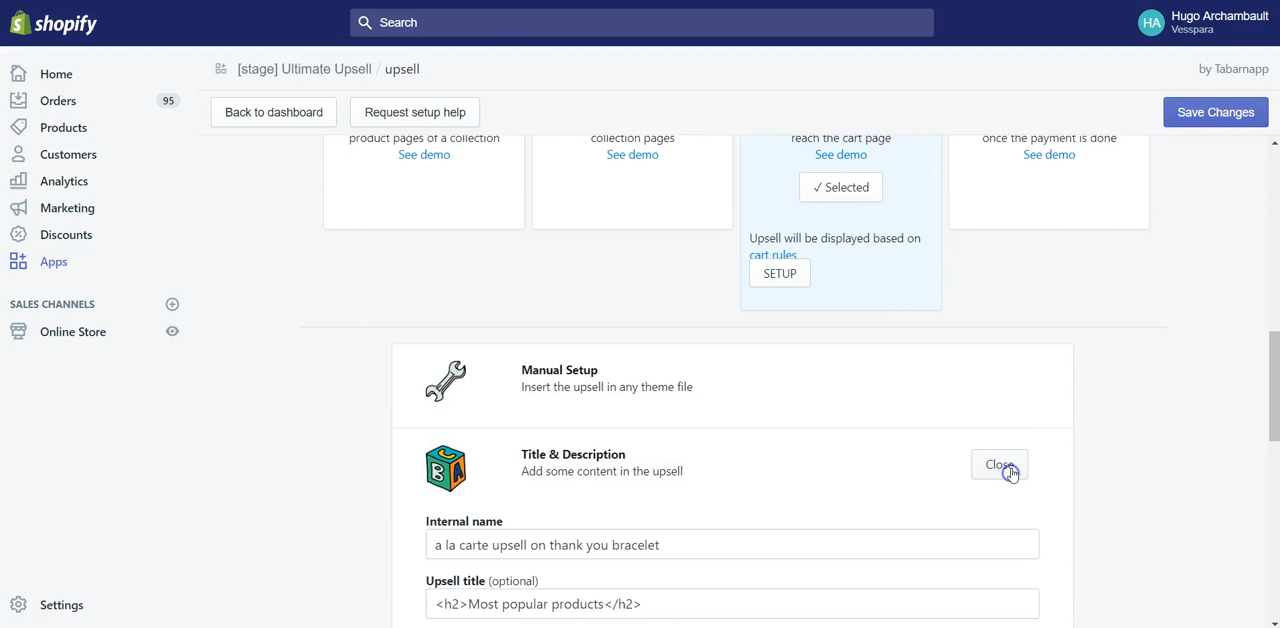 shopify
Search
HA
Hugo Archambault
Vesspara
Home
Orders
95
Products
Customers
Analytics
Marketing
Discounts
Apps
SALES CHANNELS
Online Store
Settings
[stage] Ultimate Upsell / upsell
by Tabarnapp
Back to dashboard
Request setup help
Save Changes
product pages of a collection
See demo
collection pages
See demo
reach the cart page
See demo
✓ Selected
Upsell will be displayed based on
cart rules
SETUP
once the payment is done
See demo
Manual Setup
Insert the upsell in any theme file
Title & Description
Add some content in the upsell
Close
Internal name
a la carte upsell on thank you bracelet
Upsell title (optional)
<h2>Most popular products</h2>